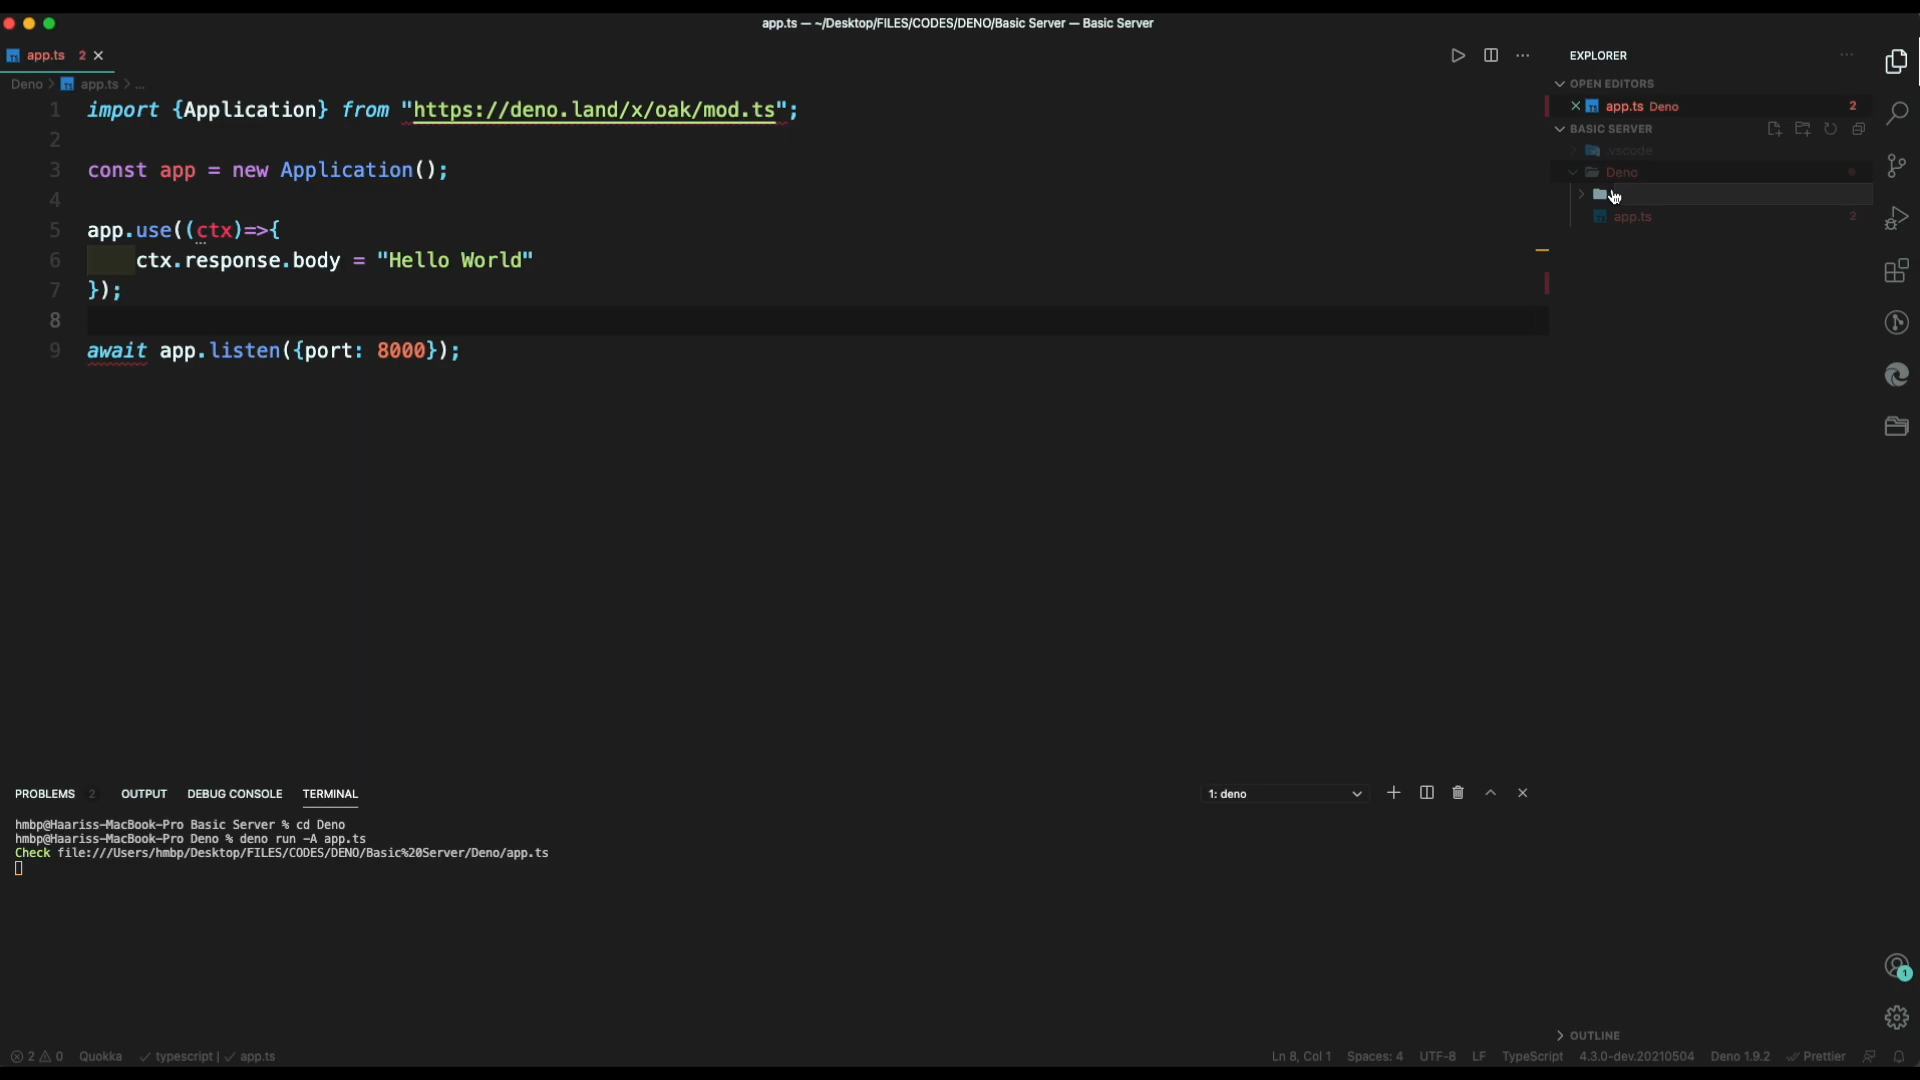 app.ts — ~/Desktop/FILES/CODES/DENO/Basic Server — Basic Server
app.ts 2
Deno > app.ts > ...
1 import {Application} from "https://deno.land/x/oak/mod.ts";
2
3 const app = new Application();
4
5 app.use((ctx)=>{
6 ctx.response.body = "Hello World"
7 });
8
9 await app.listen({port: 8000});
EXPLORER
OPEN EDITORS
app.ts Deno 2
BASIC SERVER
.vscode
Deno
app.ts 2
PROBLEMS 2 OUTPUT DEBUG CONSOLE TERMINAL
1: deno
hmbp@Haariss-MacBook-Pro Basic Server % cd Deno
hmbp@Haariss-MacBook-Pro Deno % deno run -A app.ts
Check file:///Users/hmbp/Desktop/FILES/CODES/DENO/Basic%20Server/Deno/app.ts
1
OUTLINE
2 0 Quokka typescript | app.ts
Ln 8, Col 1 Spaces: 4 UTF-8 LF TypeScript 4.3.0-dev.20210504 Deno 1.9.2 Prettier